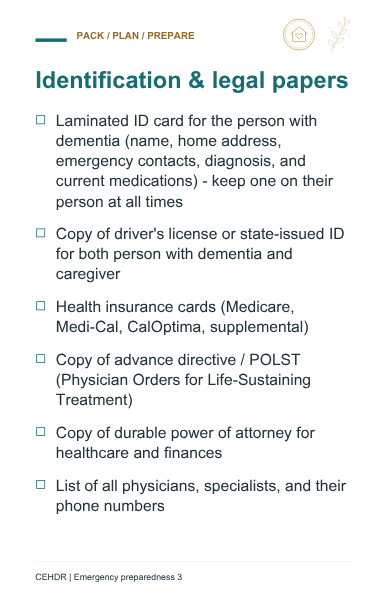 PACK / PLAN / PREPARE
Identification & legal papers
Laminated ID card for the person with
dementia (name, home address,
emergency contacts, diagnosis, and
current medications) - keep one on their
person at all times
Copy of driver's license or state-issued ID
for both person with dementia and
caregiver
Health insurance cards (Medicare,
Medi-Cal, CalOptima, supplemental)
Copy of advance directive / POLST
(Physician Orders for Life-Sustaining
Treatment)
Copy of durable power of attorney for
healthcare and finances
List of all physicians, specialists, and their
phone numbers
CEHDR | Emergency preparedness 3